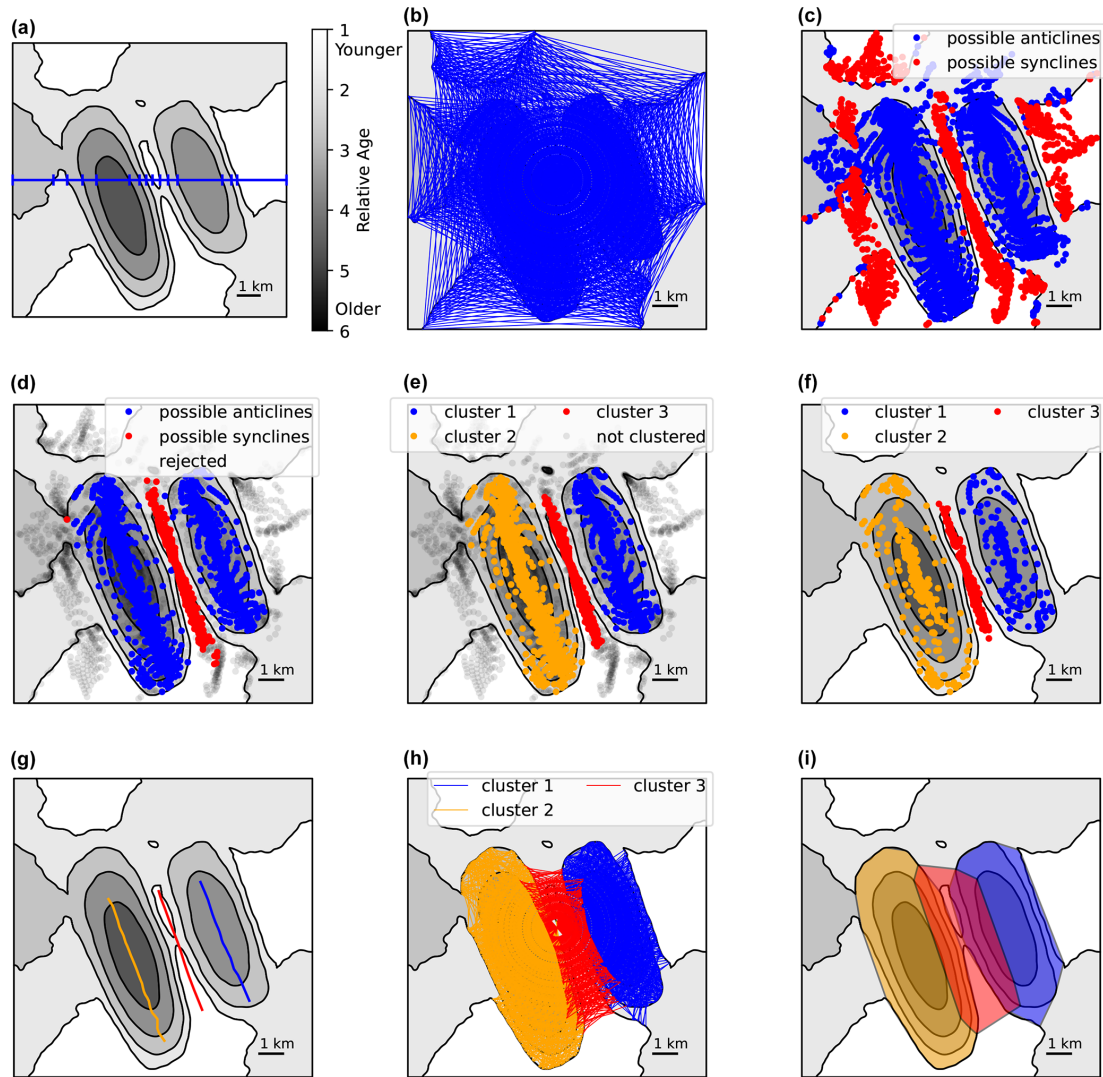 (a)
1
Younger
2
3
4
5
Older
6
Relative Age
1 km
(b)
1 km
(c)
possible anticlines
possible synclines
1 km
(d)
possible anticlines
possible synclines
rejected
1 km
(e)
cluster 1
cluster 2
cluster 3
not clustered
1 km
(f)
cluster 1
cluster 2
cluster 3
1 km
(g)
1 km
(h)
cluster 1
cluster 2
cluster 3
1 km
(i)
1 km